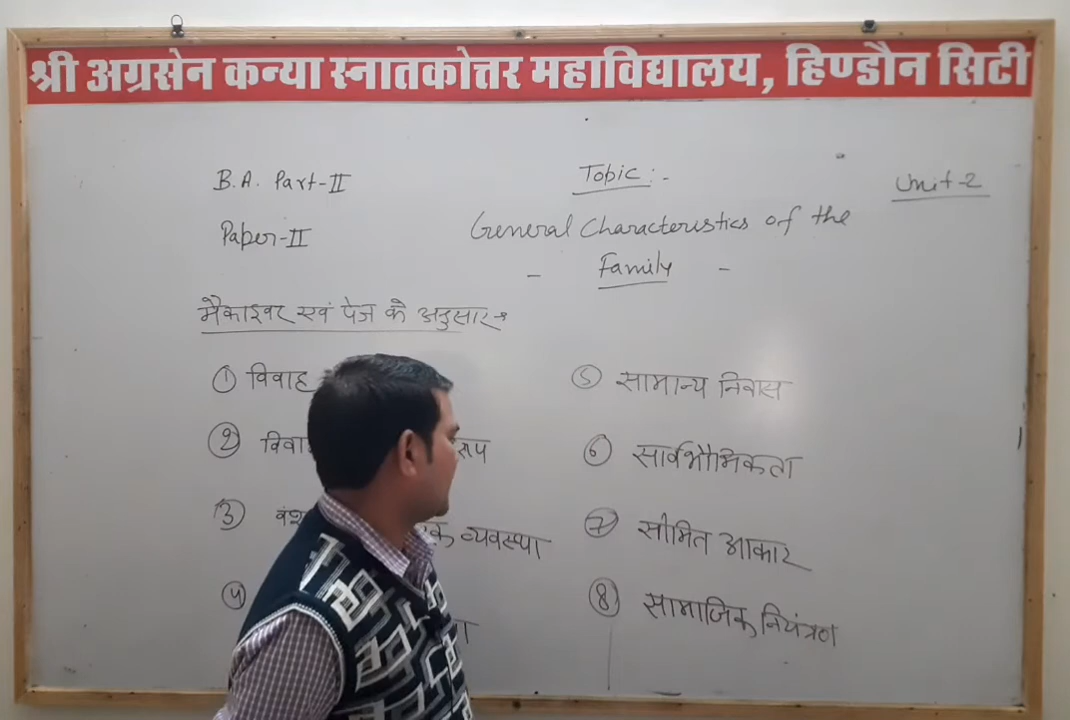 श्री अग्रसेन कन्या स्नातकोत्तर महाविद्यालय, हिण्डौन सिटी
B.A. Part-II
Topic:-
Unit-2
Paper-II
General Characteristics of the
- Family -
मैकाइवर एवं पेज के अनुसार→
① विवाह
② रूप
③ व्यवस्था
④
⑤ सामान्य निवास
⑥ सार्वभौमिकता
⑦ सीमित आकार
⑧ सामाजिक नियंत्रण